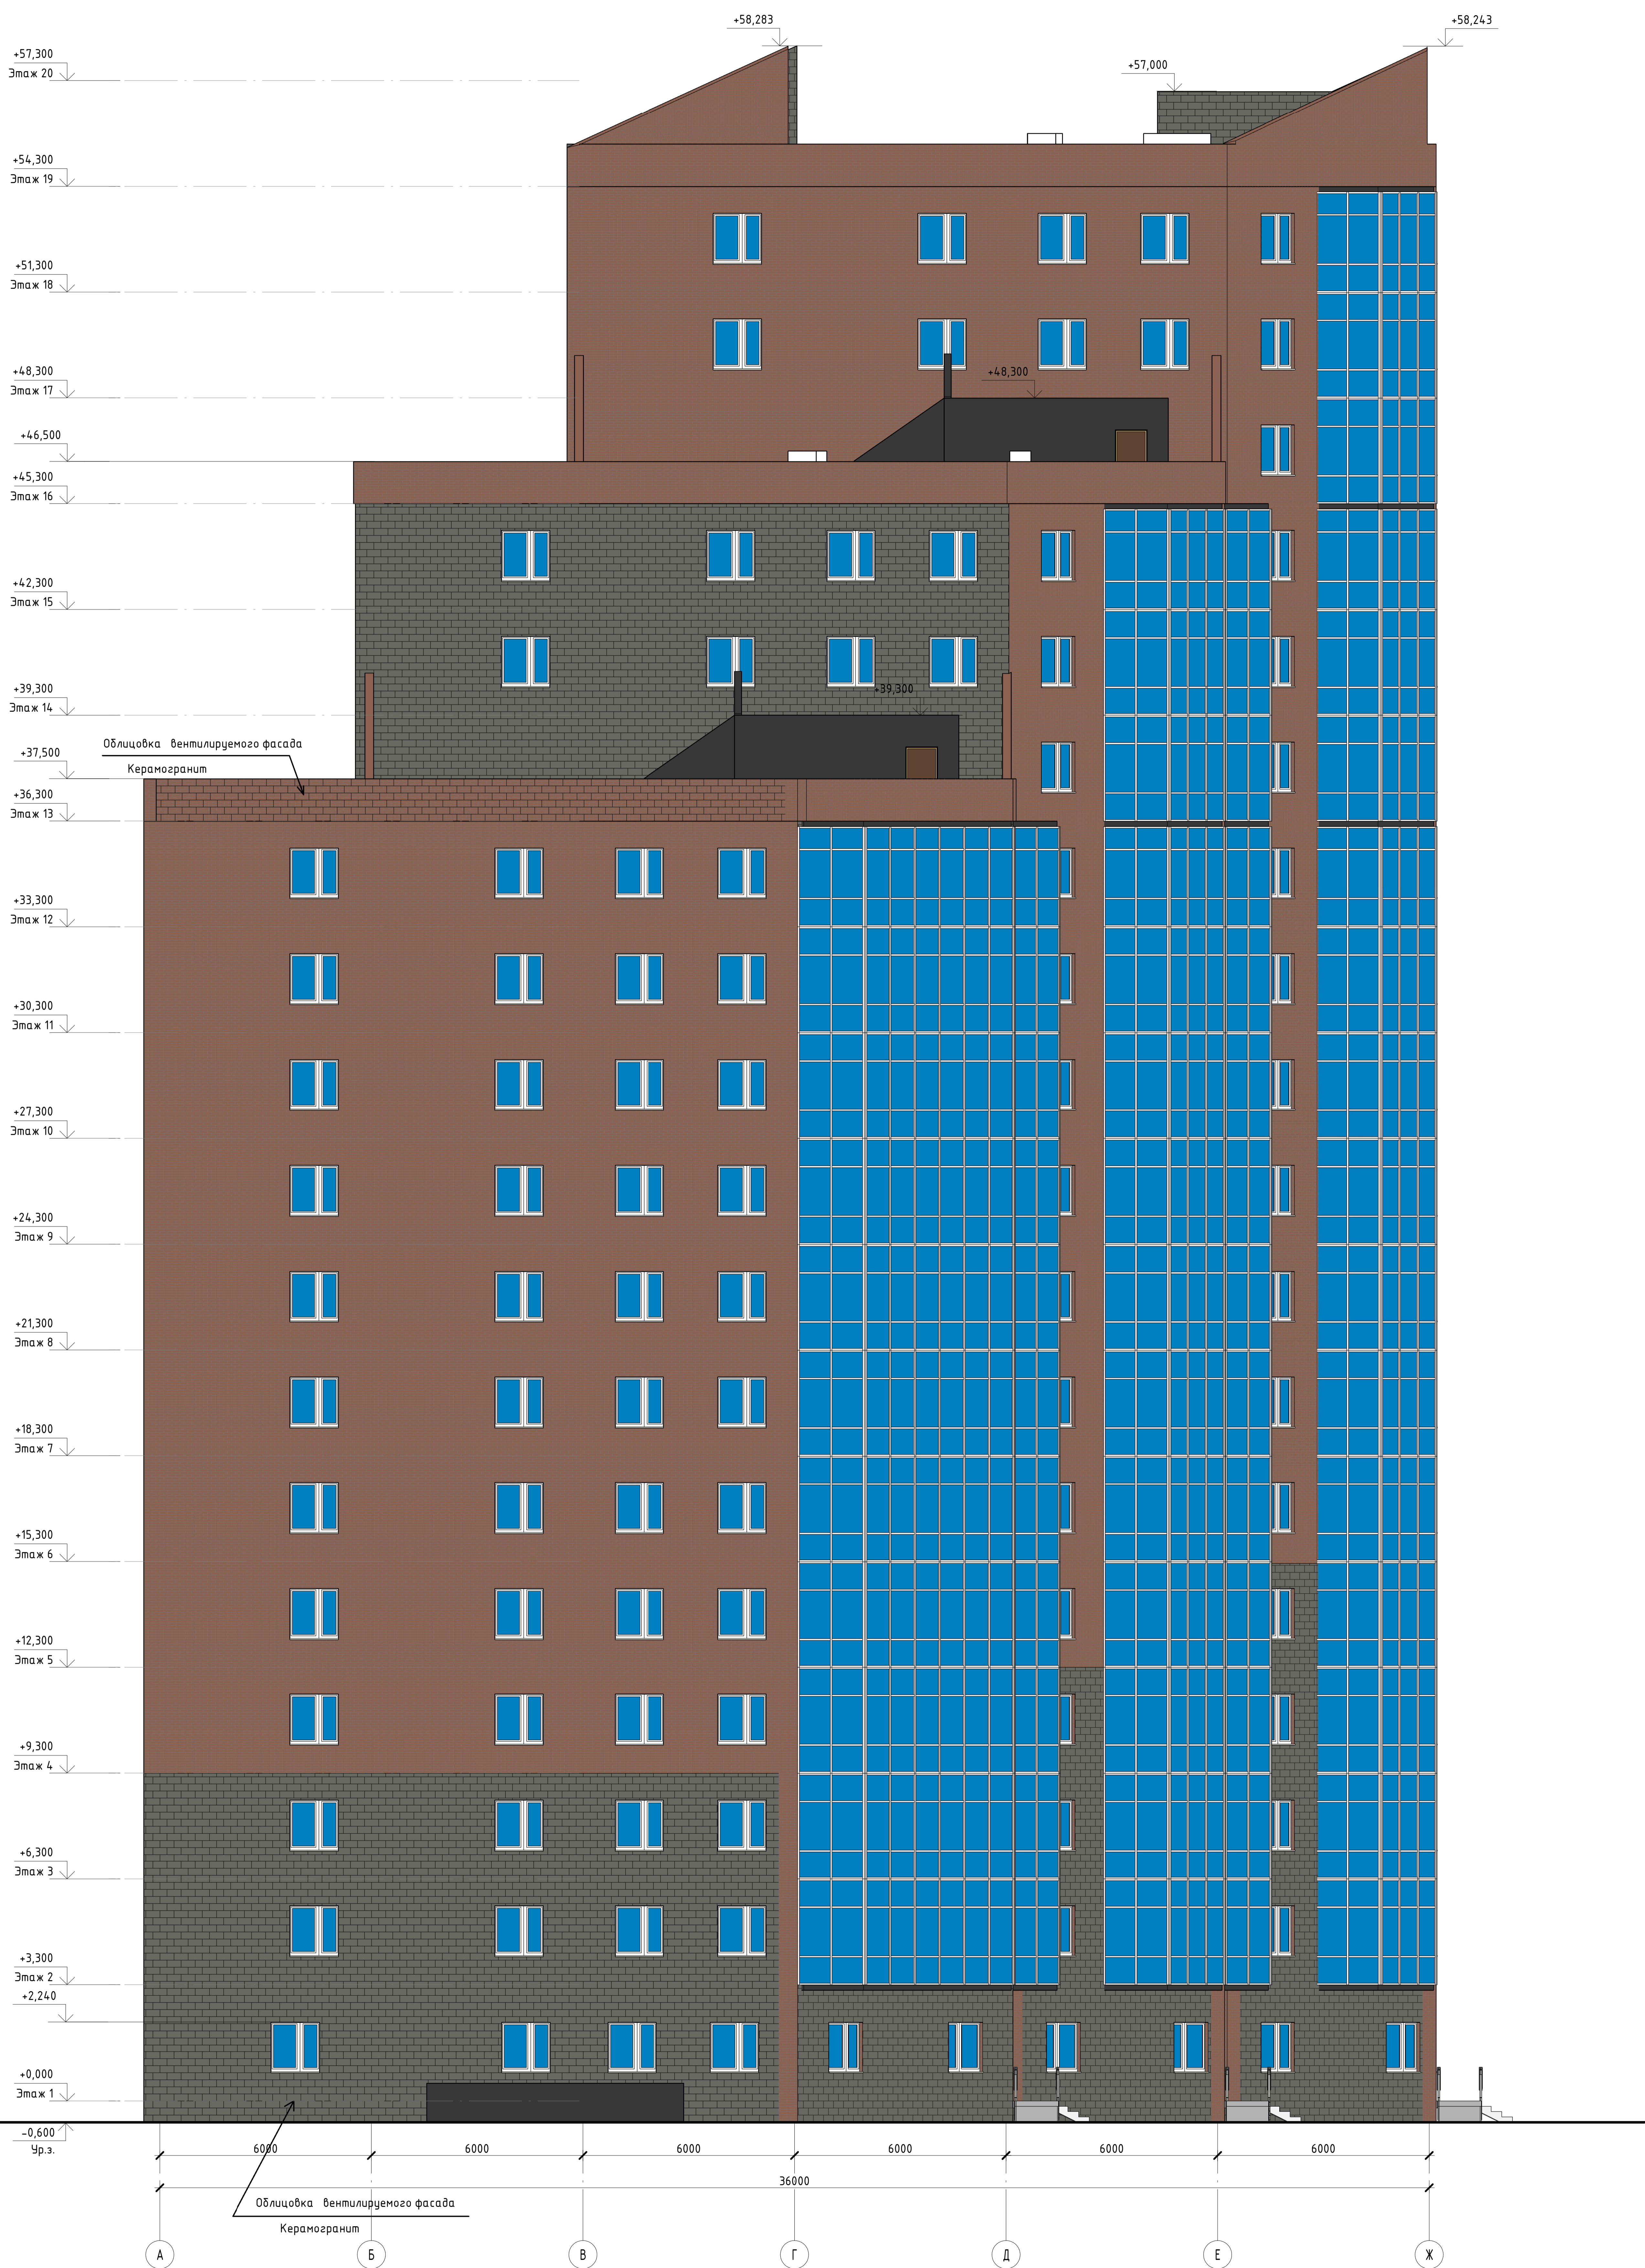 +58,283
+58,243
+57,300
Этаж 20
+57,000
+54,300
Этаж 19
+51,300
Этаж 18
+48,300
Этаж 17
+48,300
+46,500
+45,300
Этаж 16
+42,300
Этаж 15
+39,300
Этаж 14
+39,300
Облицовка вентилируемого фасада
Керамогранит
+37,500
+36,300
Этаж 13
+33,300
Этаж 12
+30,300
Этаж 11
+27,300
Этаж 10
+24,300
Этаж 9
+21,300
Этаж 8
+18,300
Этаж 7
+15,300
Этаж 6
+12,300
Этаж 5
+9,300
Этаж 4
+6,300
Этаж 3
+3,300
Этаж 2
+2,240
+0,000
Этаж 1
-0,600
Ур.з.
6000 6000 6000 6000 6000 6000
36000
Облицовка вентилируемого фасада
Керамогранит
А Б В Г Д Е Ж